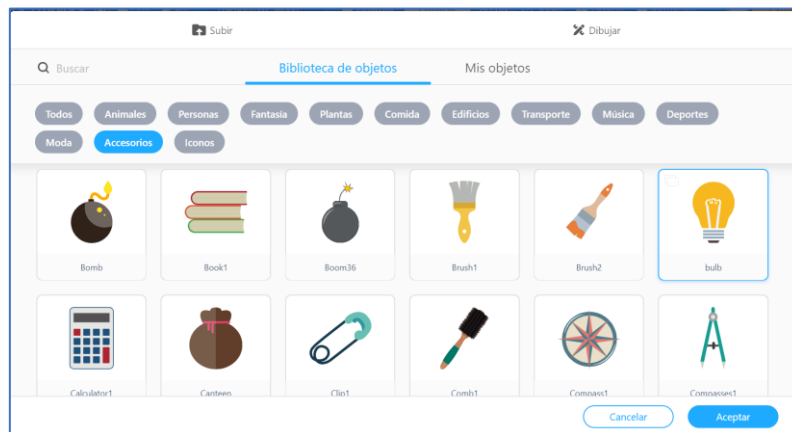 Subir Dibujar
Buscar Biblioteca de objetos Mis objetos
Todos Animales Personas Fantasía Plantas Comida Edificios Transporte Música Deportes
Moda Accesorios Iconos
Bomb Book1 Boom36 Brush1 Brush2 bulb
Calculator1 Canteen Clip1 Comb1 Compass1 Compasses1
Cancelar Aceptar